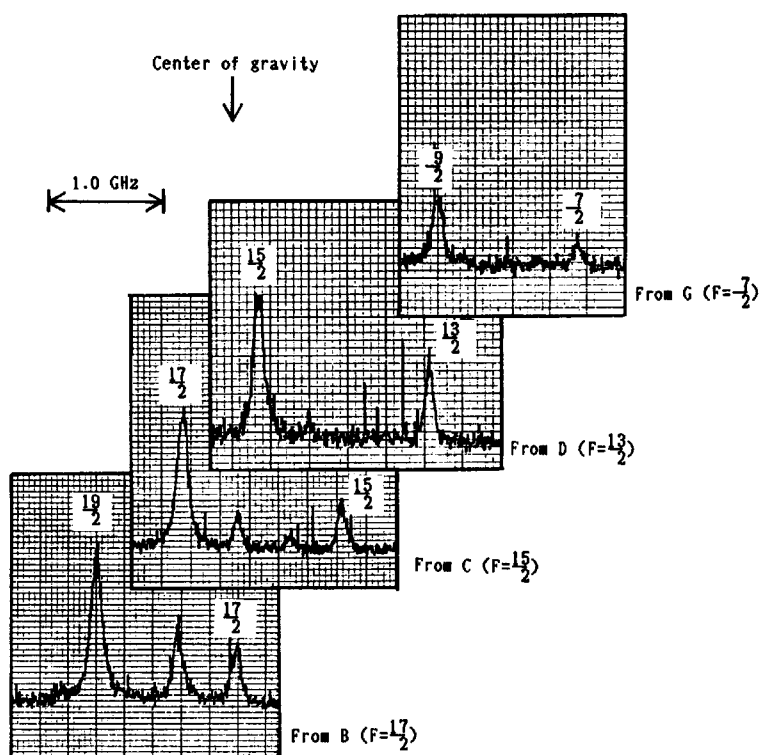 Center of gravity
1.0 GHz
9/2
7/2
From G (F=7/2)
15/2
13/2
From D (F=13/2)
17/2
15/2
From C (F=15/2)
19/2
17/2
From B (F=17/2)